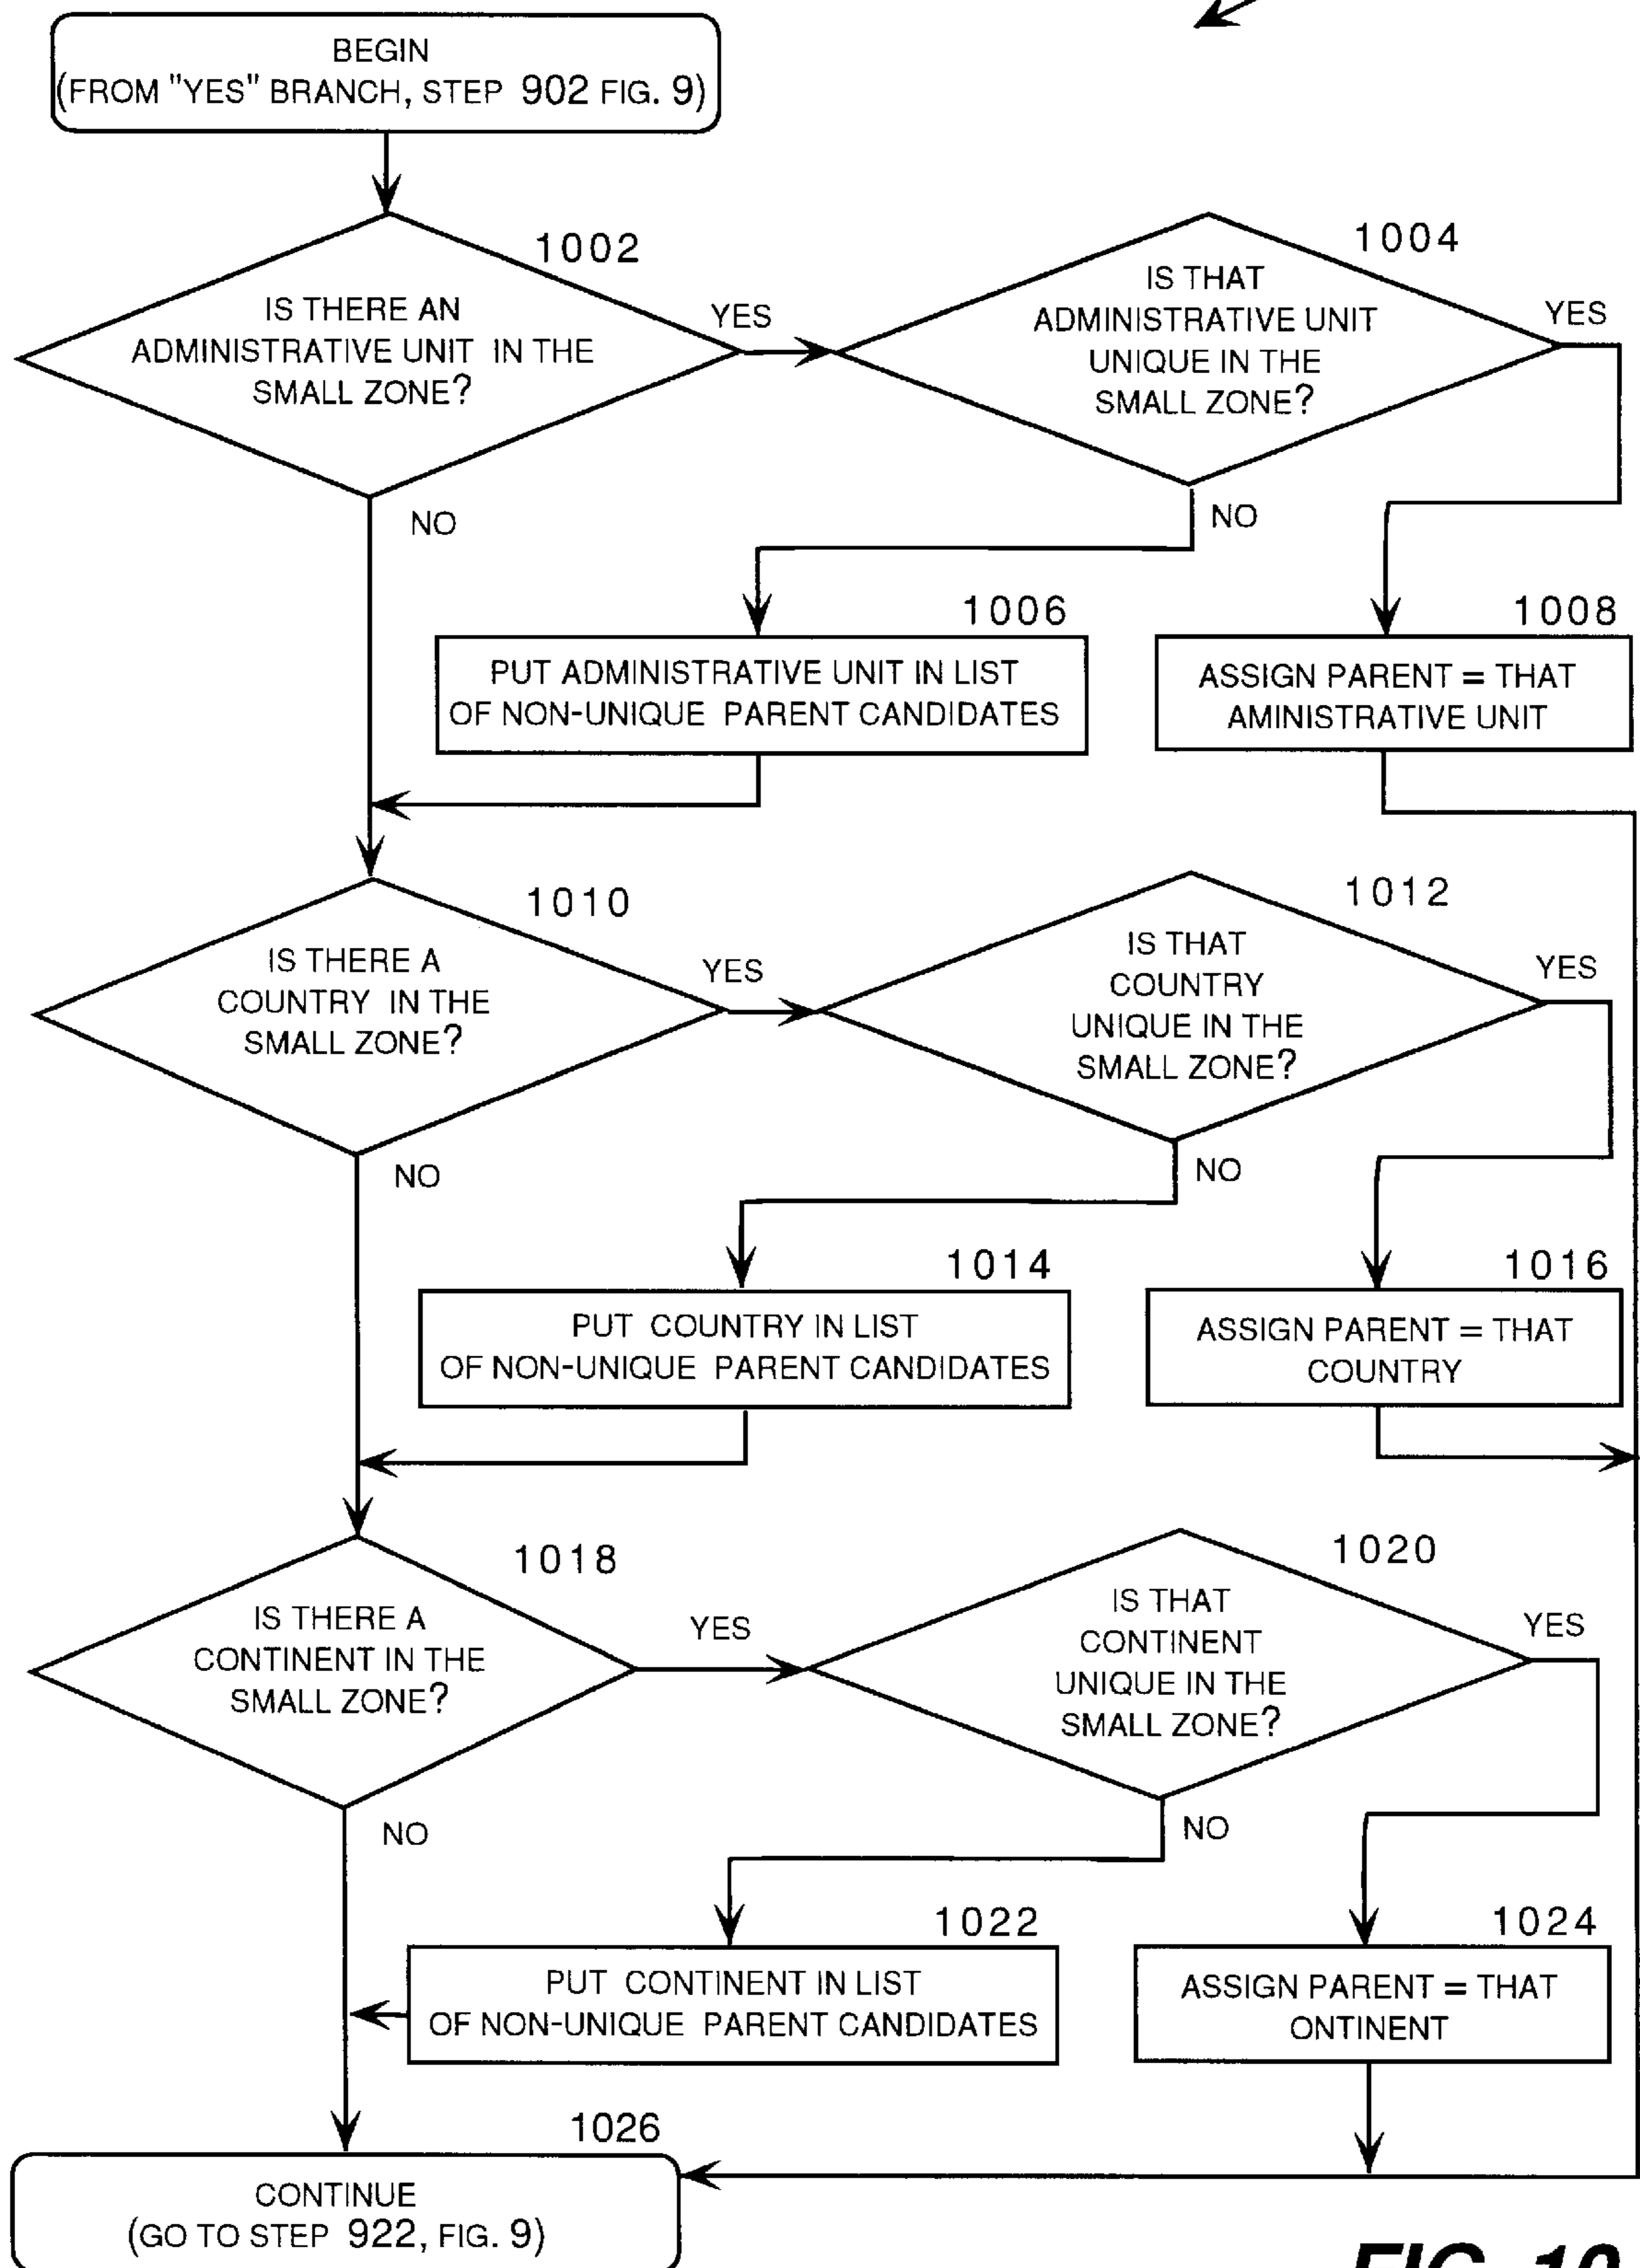 BEGIN
(FROM "YES" BRANCH, STEP 902 FIG. 9)
1002
IS THERE AN
ADMINISTRATIVE UNIT IN THE
SMALL ZONE?
YES
NO
1004
IS THAT
ADMINISTRATIVE UNIT
UNIQUE IN THE
SMALL ZONE?
YES
NO
1006
PUT ADMINISTRATIVE UNIT IN LIST
OF NON-UNIQUE PARENT CANDIDATES
1008
ASSIGN PARENT = THAT
AMINISTRATIVE UNIT
1010
IS THERE A
COUNTRY IN THE
SMALL ZONE?
YES
NO
1012
IS THAT
COUNTRY
UNIQUE IN THE
SMALL ZONE?
YES
NO
1014
PUT COUNTRY IN LIST
OF NON-UNIQUE PARENT CANDIDATES
1016
ASSIGN PARENT = THAT
COUNTRY
1018
IS THERE A
CONTINENT IN THE
SMALL ZONE?
YES
NO
1020
IS THAT
CONTINENT
UNIQUE IN THE
SMALL ZONE?
YES
NO
1022
PUT CONTINENT IN LIST
OF NON-UNIQUE PARENT CANDIDATES
1024
ASSIGN PARENT = THAT
ONTINENT
1026
CONTINUE
(GO TO STEP 922, FIG. 9)
FIG. 10